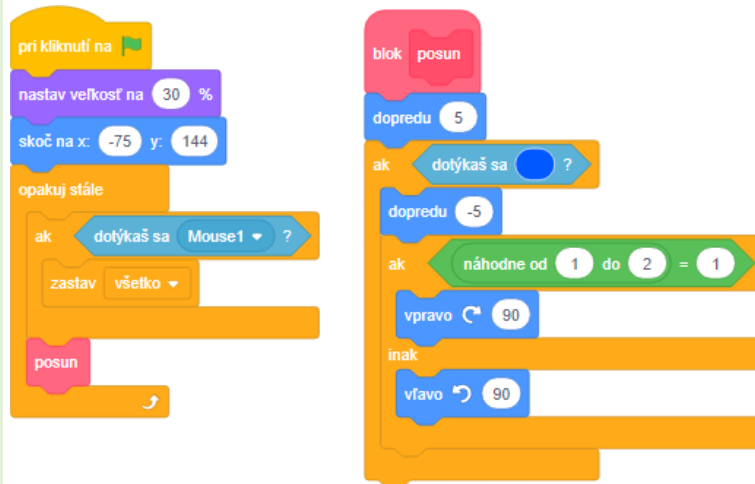 pri kliknutí na
nastav veľkosť na 30 %
skoč na x: -75 y: 144
opakuj stále
ak dotýkaš sa Mouse1 ?
zastav všetko
posun
blok posun
dopredu 5
ak dotýkaš sa ?
dopredu -5
ak náhodne od 1 do 2 = 1
vpravo 90
inak
vľavo 90